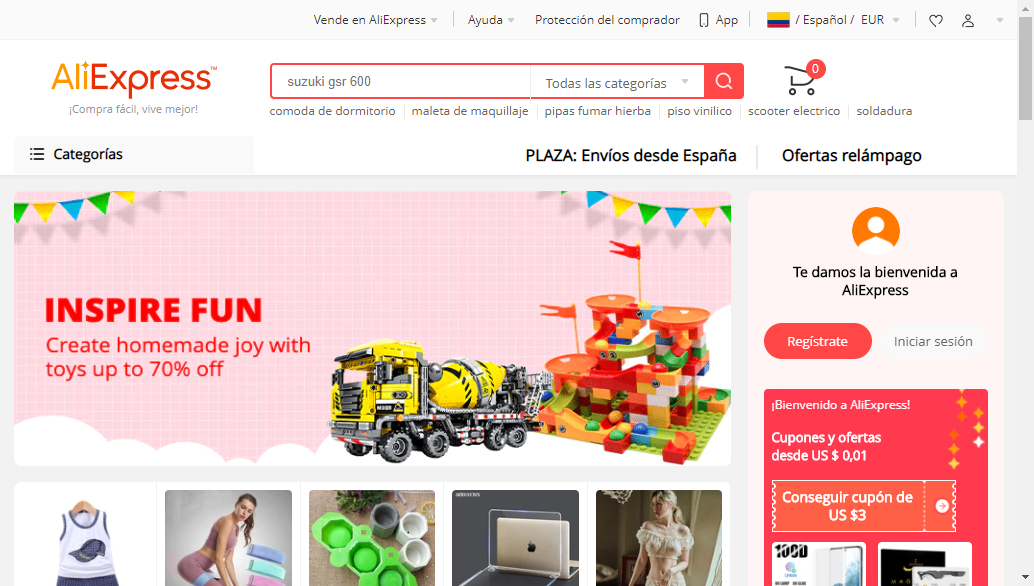 Vende en AliExpress
Ayuda
Protección del comprador
App
/ Español / EUR
AliExpress™
¡Compra fácil, vive mejor!
suzuki gsr 600
Todas las categorías
0
comoda de dormitorio
maleta de maquillaje
pipas fumar hierba
piso vinilico
scooter electrico
soldadura
Categorías
PLAZA: Envíos desde España
Ofertas relámpago
INSPIRE FUN
Create homemade joy with
toys up to 70% off
Te damos la bienvenida a
AliExpress
Regístrate
Iniciar sesión
¡Bienvenido a AliExpress!
Cupones y ofertas
desde US $ 0,01
Conseguir cupón de
US $3